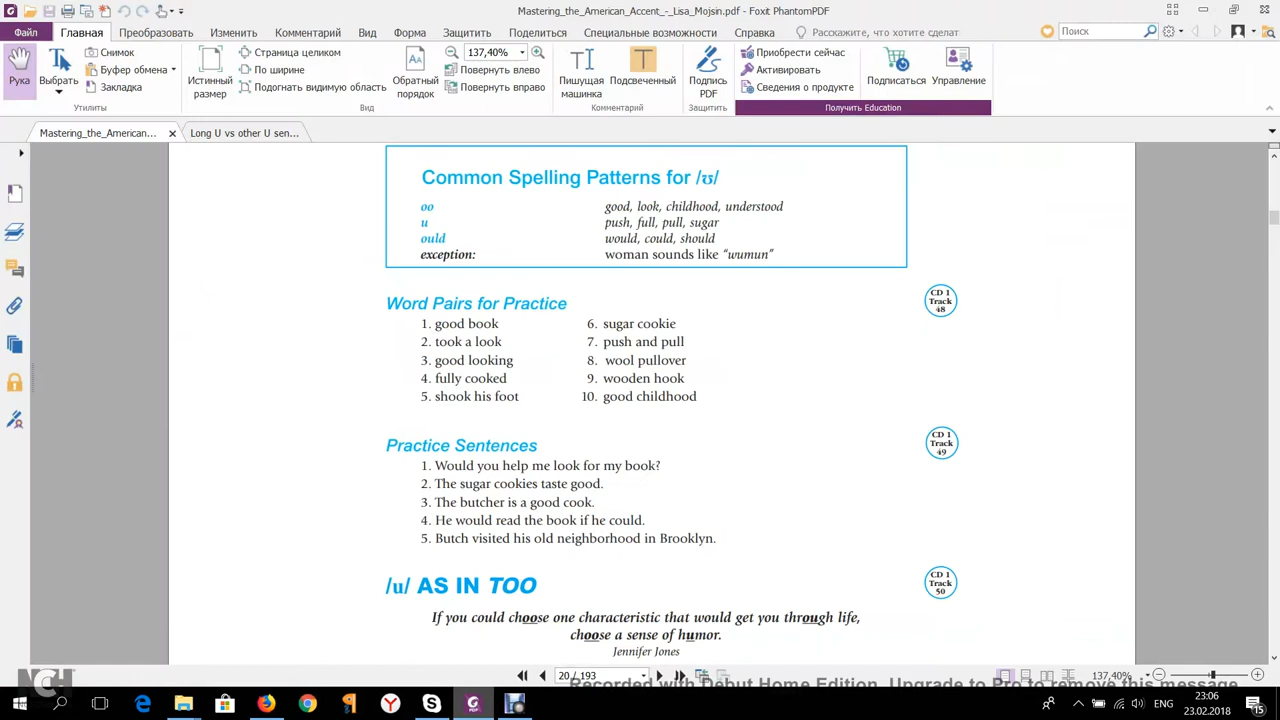 Mastering_the_American_Accent_-_Lisa_Mojsin.pdf - Foxit PhantomPDF
Файл Главная Преобразовать Изменить Комментарий Вид Форма Защитить Поделиться Специальные возможности Справка Расскажите, что хотите сделат Поиск
Рука
Выбрать
Снимок
Буфер обмена
Закладка
Утилиты
Истинный размер
Страница целиком
По ширине
Подогнать видимую область
Обратный порядок
137,40%
Повернуть влево
Повернуть вправо
Вид
Пишущая машинка
Подсвеченный
Комментарий
Подпись PDF
Защитить
Приобрести сейчас
Активировать
Сведения о продукте
Подписаться
Управление
Получить Education
Mastering_the_American... Long U vs other U sen...
Common Spelling Patterns for /ʊ/
oo good, look, childhood, understood
u push, full, pull, sugar
ould would, could, should
exception: woman sounds like “wumun”
Word Pairs for Practice
CD 1
Track
48
1. good book 6. sugar cookie
2. took a look 7. push and pull
3. good looking 8. wool pullover
4. fully cooked 9. wooden hook
5. shook his foot 10. good childhood
Practice Sentences
CD 1
Track
49
1. Would you help me look for my book?
2. The sugar cookies taste good.
3. The butcher is a good cook.
4. He would read the book if he could.
5. Butch visited his old neighborhood in Brooklyn.
/u/ AS IN TOO
CD 1
Track
50
If you could choose one characteristic that would get you through life,
choose a sense of humor.
Jennifer Jones
20 / 193
137,40%
NCH
Recorded with Debut Home Edition. Upgrade to Pro to remove this message
ENG
23:06
23.02.2018
15